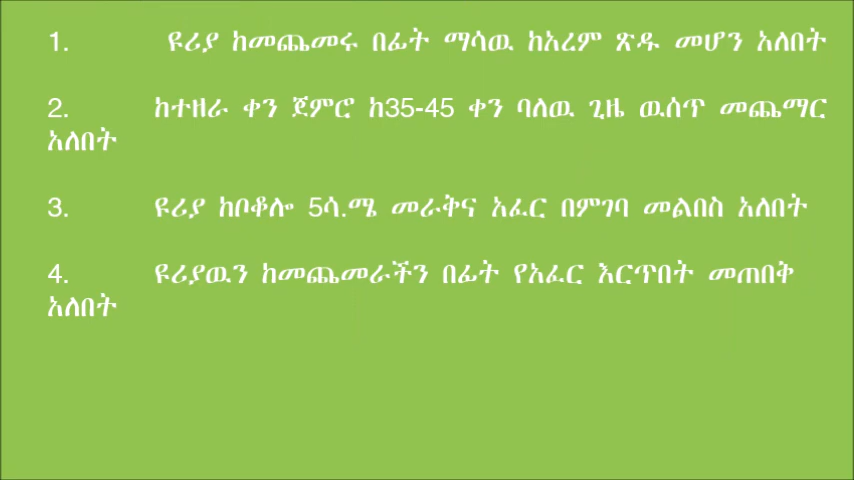 1. ዩሪያ ከመጨመሩ በፊት ማሳዉ ከአረም ጽዱ መሆን አለበት
2. ከተዘራ ቀን ጀምሮ ከ35-45 ቀን ባለዉ ጊዜ ዉሰጥ መጨማር
አለበት
3. ዩሪያ ከቦቆሎ 5ሳ.ሜ መራቅና አፈር በምገባ መልበስ አለበት
4. ዩሪያዉን ከመጨመራችን በፊት የአፈር እርጥበት መጠበቅ
አለበት